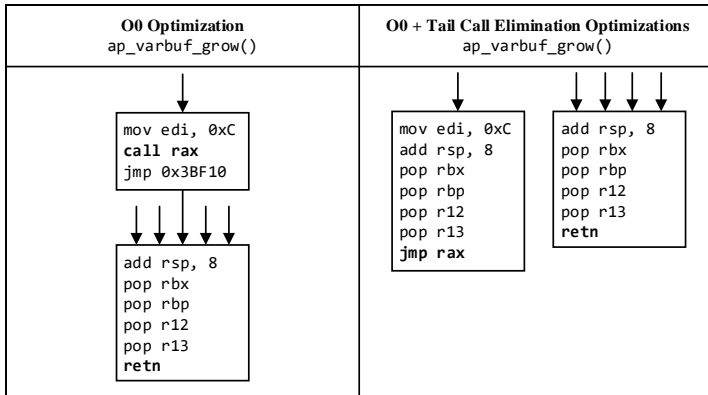 O0 Optimization
ap_varbuf_grow()
O0 + Tail Call Elimination Optimizations
ap_varbuf_grow()
mov edi, 0xC
call rax
jmp 0x3BF10
add rsp, 8
pop rbx
pop rbp
pop r12
pop r13
retn
mov edi, 0xC
add rsp, 8
pop rbx
pop rbp
pop r12
pop r13
jmp rax
add rsp, 8
pop rbx
pop rbp
pop r12
pop r13
retn